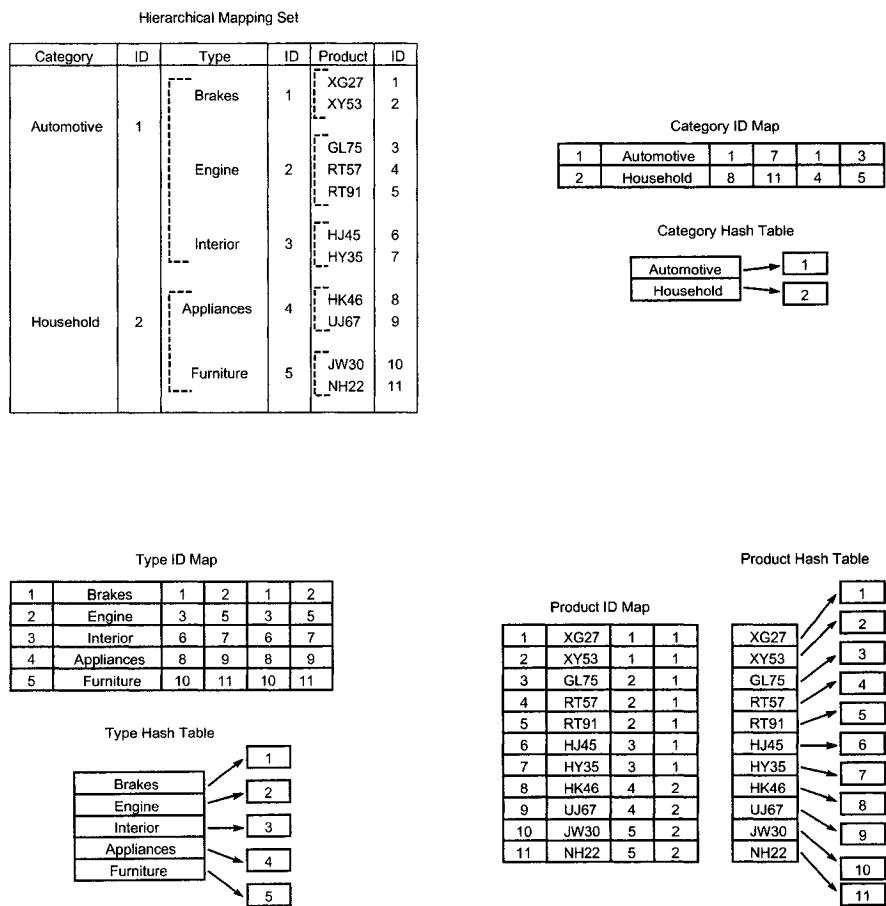 Hierarchical Mapping Set
Category ID Type ID Product ID
Brakes 1 XG27 1
XY53 2
Automotive 1
GL75 3
Engine 2 RT57 4
RT91 5
Interior 3 HJ45 6
HY35 7
Household 2 Appliances 4 HK46 8
UJ67 9
Furniture 5 JW30 10
NH22 11
Category ID Map
1 Automotive 1 7 1 3
2 Household 8 11 4 5
Category Hash Table
Automotive 1
Household 2
Type ID Map
1 Brakes 1 2 1 2
2 Engine 3 5 3 5
3 Interior 6 7 6 7
4 Appliances 8 9 8 9
5 Furniture 10 11 10 11
Type Hash Table
Brakes 1
Engine 2
Interior 3
Appliances 4
Furniture 5
Product ID Map
1 XG27 1 1
2 XY53 1 1
3 GL75 2 1
4 RT57 2 1
5 RT91 2 1
6 HJ45 3 1
7 HY35 3 1
8 HK46 4 2
9 UJ67 4 2
10 JW30 5 2
11 NH22 5 2
Product Hash Table
XG27 1
XY53 2
GL75 3
RT57 4
RT91 5
HJ45 6
HY35 7
HK46 8
UJ67 9
JW30 10
NH22 11